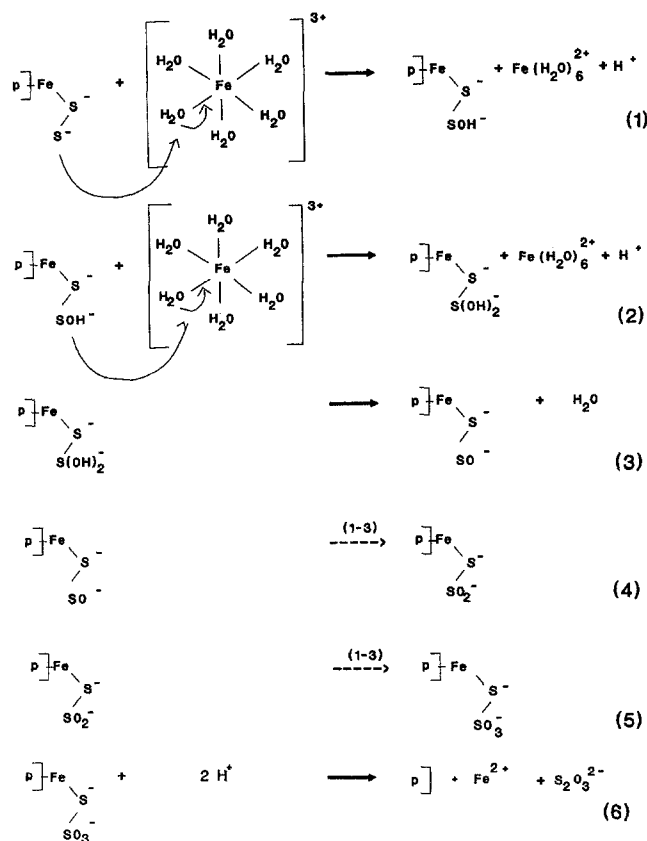 3+
H₂O
H₂O H₂O
p]-Fe + Fe → p]-Fe + Fe(H₂O)₆²⁺ + H⁺
S⁻ H₂O H₂O S⁻
S⁻ H₂O SOH⁻ (1)
3+
H₂O
H₂O H₂O
p]-Fe + Fe → p]-Fe + Fe(H₂O)₆²⁺ + H⁺
S⁻ H₂O H₂O S⁻
SOH⁻ H₂O S(OH)₂⁻ (2)
p]-Fe → p]-Fe + H₂O
S⁻ S⁻
S(OH)₂⁻ SO⁻ (3)
(1-3)
p]-Fe ----> p]-Fe
S⁻ S⁻
SO⁻ SO₂⁻ (4)
(1-3)
p]-Fe ----> p]-Fe
S⁻ S⁻
SO₂⁻ SO₃⁻ (5)
p]-Fe + 2 H⁺ → p] + Fe²⁺ + S₂O₃²⁻
S⁻
SO₃⁻ (6)